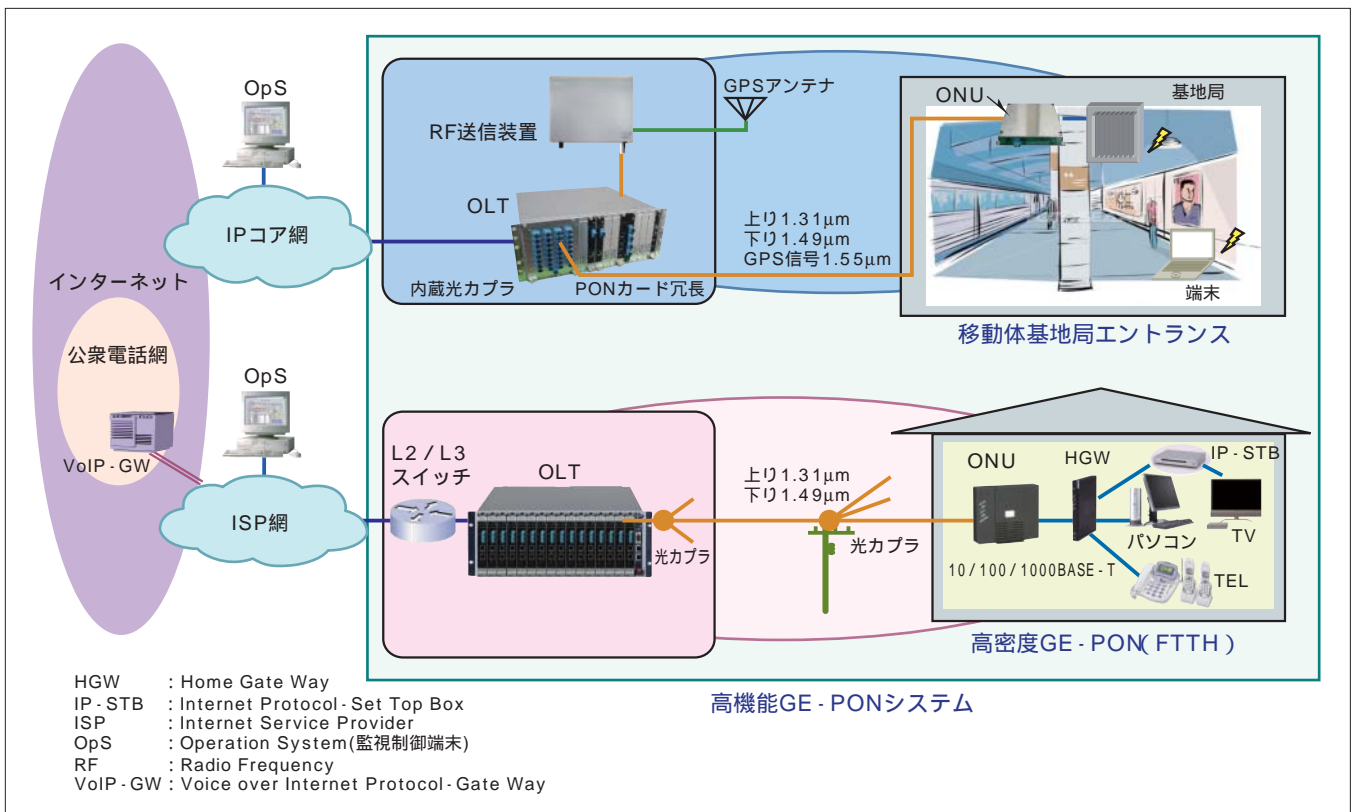 OpS
IPコア網
インターネット
公衆電話網
VoIP-GW
OpS
ISP網
RF送信装置
GPSアンテナ
OLT
内蔵光カプラ
PONカード冗長
上り1.31μm
下り1.49μm
GPS信号1.55μm
ONU
基地局
端末
移動体基地局エントランス
L2/L3
スイッチ
OLT
光カプラ
上り1.31μm
下り1.49μm
光カプラ
ONU
HGW
IP-STB
パソコン
TV
10/100/1000BASE-T
TEL
高密度GE-PON(FTTH)
高機能GE-PONシステム
HGW : Home Gate Way
IP-STB : Internet Protocol-Set Top Box
ISP : Internet Service Provider
OpS : Operation System(監視制御端末)
RF : Radio Frequency
VoIP-GW : Voice over Internet Protocol-Gate Way